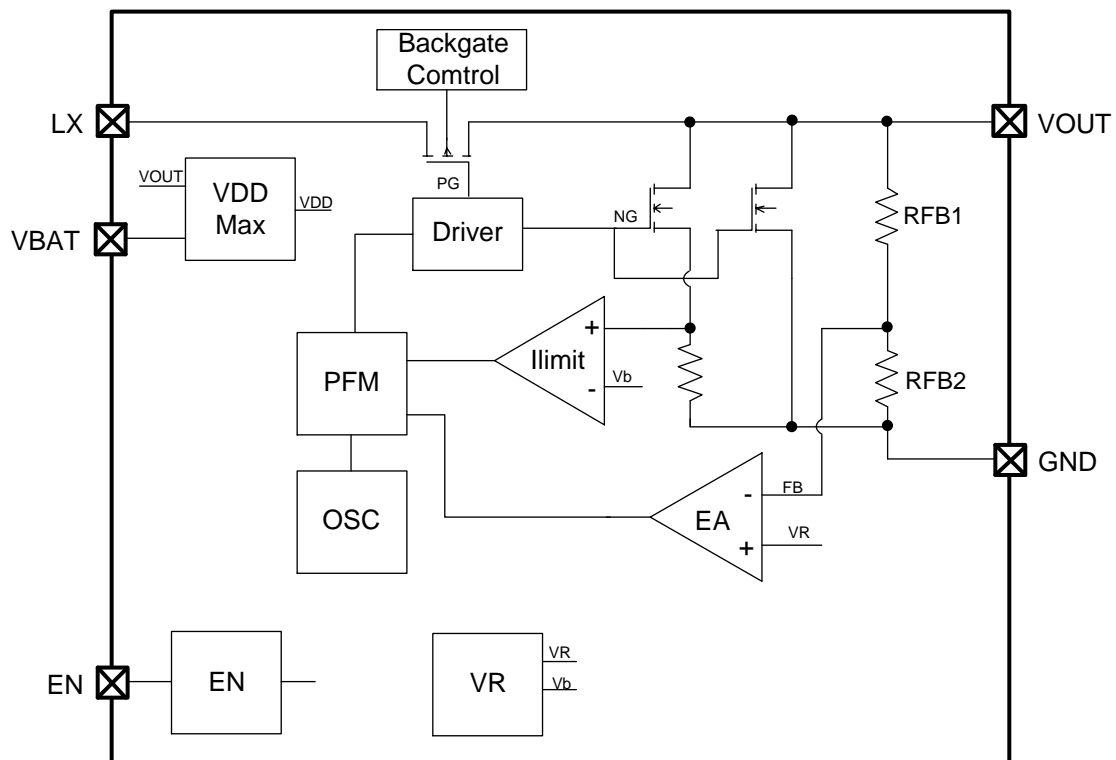 Backgate
Comtrol
LX
VOUT
VOUT
VDD
Max
VDD
VBAT
PG
Driver
NG
RFB1
PFM
+
Ilimit
-
Vb
RFB2
GND
OSC
EA
-
+
FB
VR
EN
EN
VR
VR
Vb